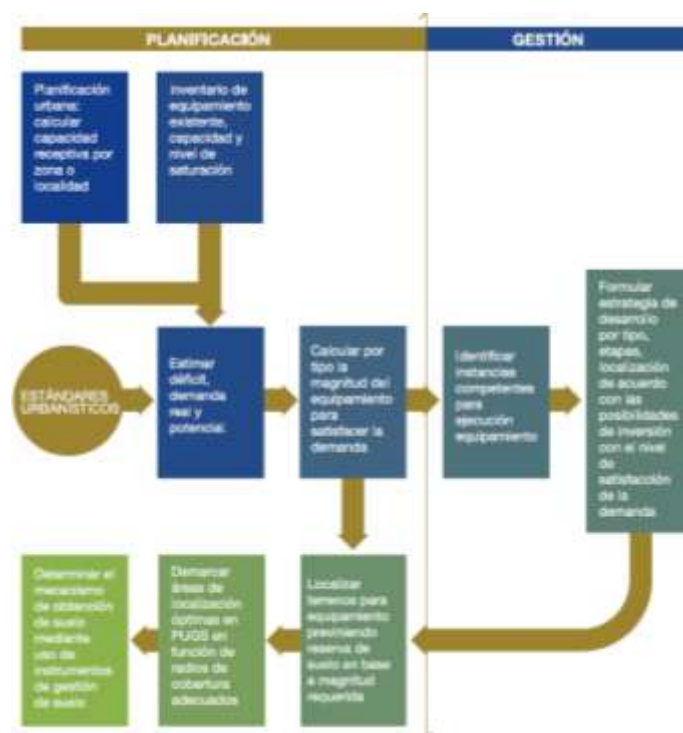 PLANIFICACIÓN
GESTIÓN
Planificación
urbana:
calcular
capacidad
receptiva por
zona o
localidad
Inventario de
equipamiento
existente,
capacidad y
nivel de
saturación
Formular
estrategia de
desarrollo
por tipo,
etapas,
localización
de acuerdo
con las
posibilidades
de inversión
con el nivel
de
satisfacción
de la
demanda
ESTÁNDARES
URBANÍSTICOS
Estimar
déficit,
demanda
real y
potencial.
Calcular por
tipo la
magnitud del
equipamiento
para
satisfacer la
demanda
Identificar
instancias
competentes
para
ejecución
equipamiento
Determinar el
mecanismo
de obtención
de suelo
mediante
uso de
instrumentos
de gestión
de suelo
Demarcar
áreas de
localización
óptimas en
PUGS en
función de
radios de
cobertura
adecuados
Localizar
terrenos para
equipamiento
previniendo
reserva de
suelo en base
a magnitud
requerida